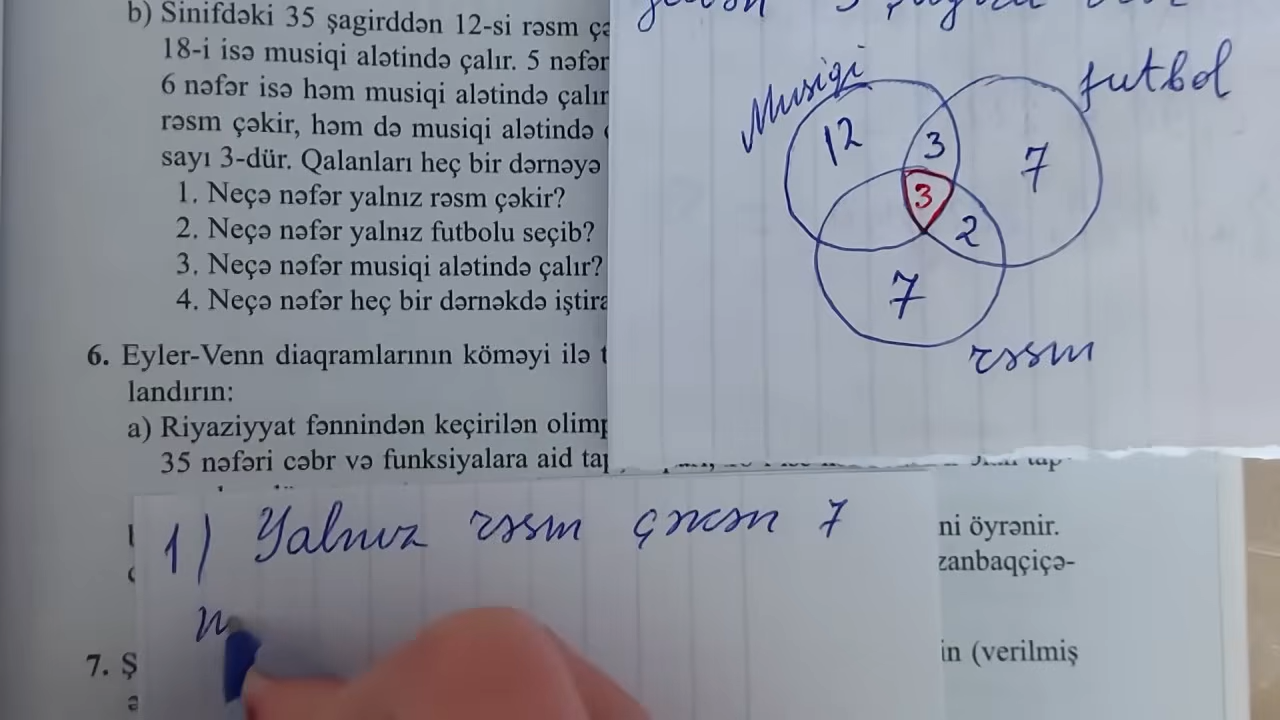 b) Sinifdəki 35 şagirddən 12-si rəsm
18-i isə musiqi alətində çalır. 5 nəfər
6 nəfər isə həm musiqi alətində çalır
rəsm çəkir, həm də musiqi alətində
sayı 3-dür. Qalanları heç bir dərnəyə
1. Neçə nəfər yalnız rəsm çəkir?
2. Neçə nəfər yalnız futbolu seçib?
3. Neçə nəfər musiqi alətində çalır?
4. Neçə nəfər heç bir dərnəkdə
6. Eyler-Venn diaqramlarının köməyi ilə
landırın:
a) Riyaziyyat fənnindən keçirilən
35 nəfəri cəbr və funksiyalara aid
Musiqi
futbol
12
3
7
3
2
7
rəsm
1) Yalnız rəsm çəkən 7
ni öyrənir.
zanbaqçiçə-
7. Ş
in (verilmiş